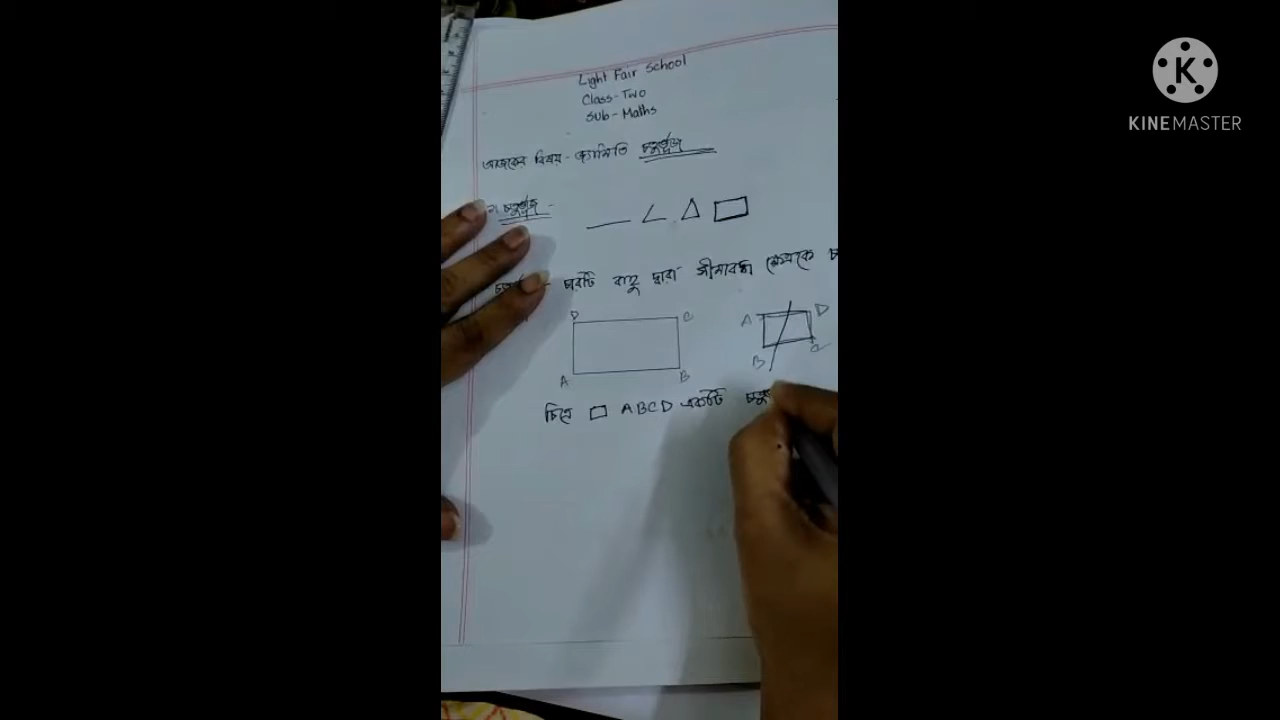 Light Fair School
Class-Two
Sub-Maths
আজকের বিষয় - জ্যামিতি চতুর্ভুজ
চতুর্ভুজ -
- চারটি বাহু দ্বারা সীমাবদ্ধ ক্ষেত্রকে
D C A D
A B B C
চিত্রে □ ABCD একটি
KINEMASTER